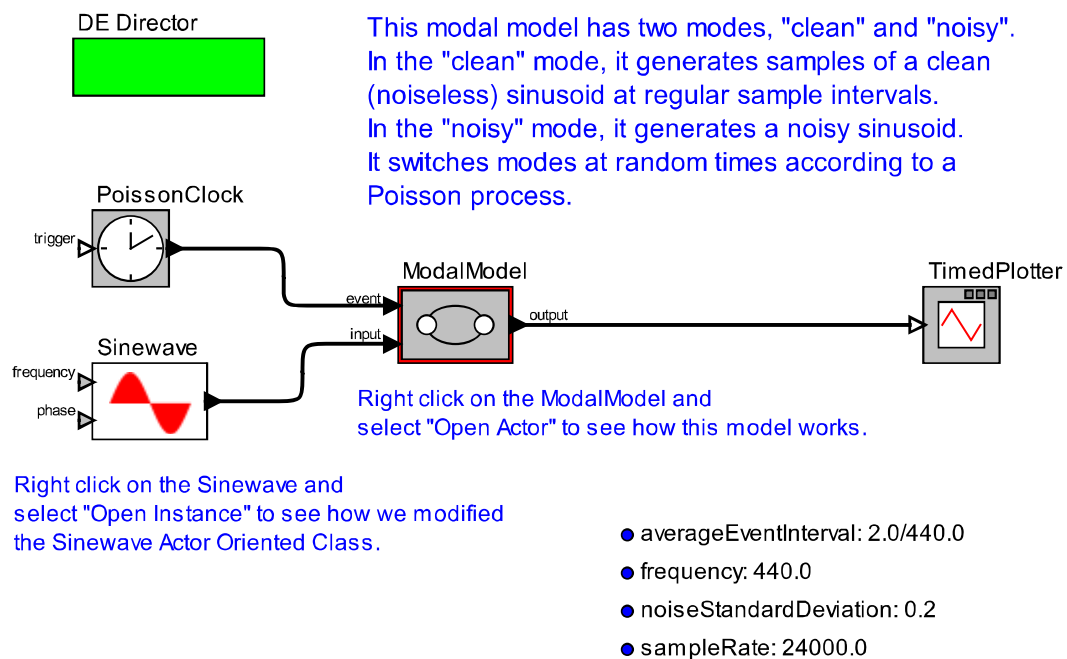 DE Director
This modal model has two modes, "clean" and "noisy".
In the "clean" mode, it generates samples of a clean
(noiseless) sinusoid at regular sample intervals.
In the "noisy" mode, it generates a noisy sinusoid.
It switches modes at random times according to a
Poisson process.
PoissonClock
trigger
ModalModel
event
input
output
TimedPlotter
Sinewave
frequency
phase
Right click on the ModalModel and
select "Open Actor" to see how this model works.
Right click on the Sinewave and
select "Open Instance" to see how we modified
the Sinewave Actor Oriented Class.
averageEventInterval: 2.0/440.0
frequency: 440.0
noiseStandardDeviation: 0.2
sampleRate: 24000.0